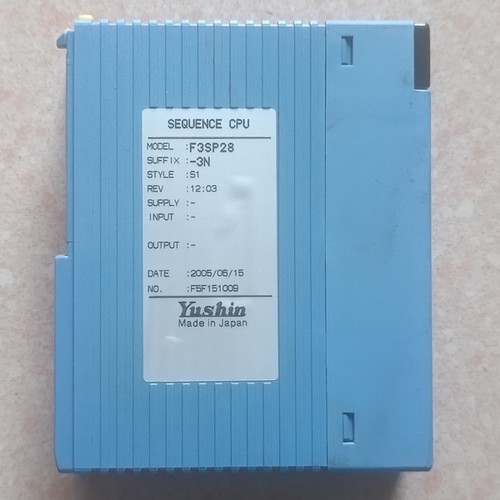 SEQUENCE CPU
MODEL :F3SP28
SUFFIX :-3N
STYLE :S1
REV :12:03
SUPPLY :-
INPUT :-
OUTPUT :-
DATE :2005/06/15
NO. :F5F151009
Yushin
Made in Japan